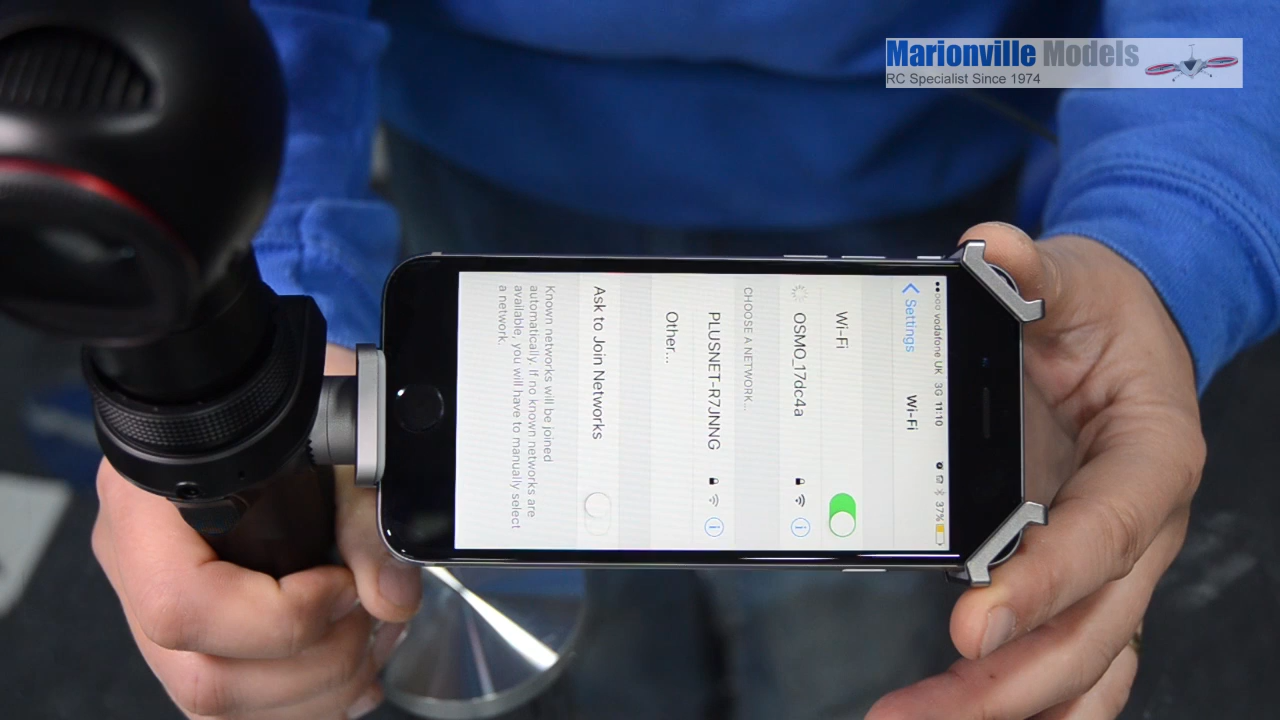 Marionville Models
RC Specialist Since 1974
vodafone UK 3G 11:10 37%
Settings Wi-Fi
Wi-Fi
OSMO_17dc4a
CHOOSE A NETWORK...
PLUSNET-R7JNNG
Other...
Ask to Join Networks
Known networks will be joined
automatically. If no known networks are
available, you will have to manually select
a network.